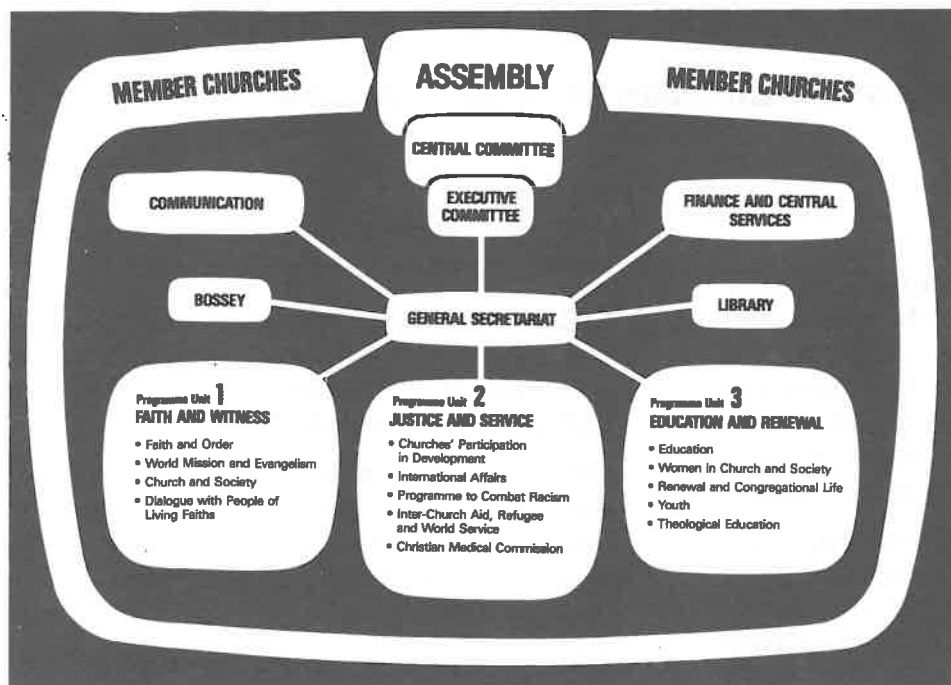 MEMBER CHURCHES
ASSEMBLY
MEMBER CHURCHES
CENTRAL COMMITTEE
EXECUTIVE
COMMITTEE
COMMUNICATION
FINANCE AND CENTRAL
SERVICES
BOSSEY
GENERAL SECRETARIAT
LIBRARY
Programme Unit 1
FAITH AND WITNESS
• Faith and Order
• World Mission and Evangelism
• Church and Society
• Dialogue with People of
Living Faiths
Programme Unit 2
JUSTICE AND SERVICE
• Churches' Participation
in Development
• International Affairs
• Programme to Combat Racism
• Inter-Church Aid, Refugee
and World Service
• Christian Medical Commission
Programme Unit 3
EDUCATION AND RENEWAL
• Education
• Women in Church and Society
• Renewal and Congregational Life
• Youth
• Theological Education